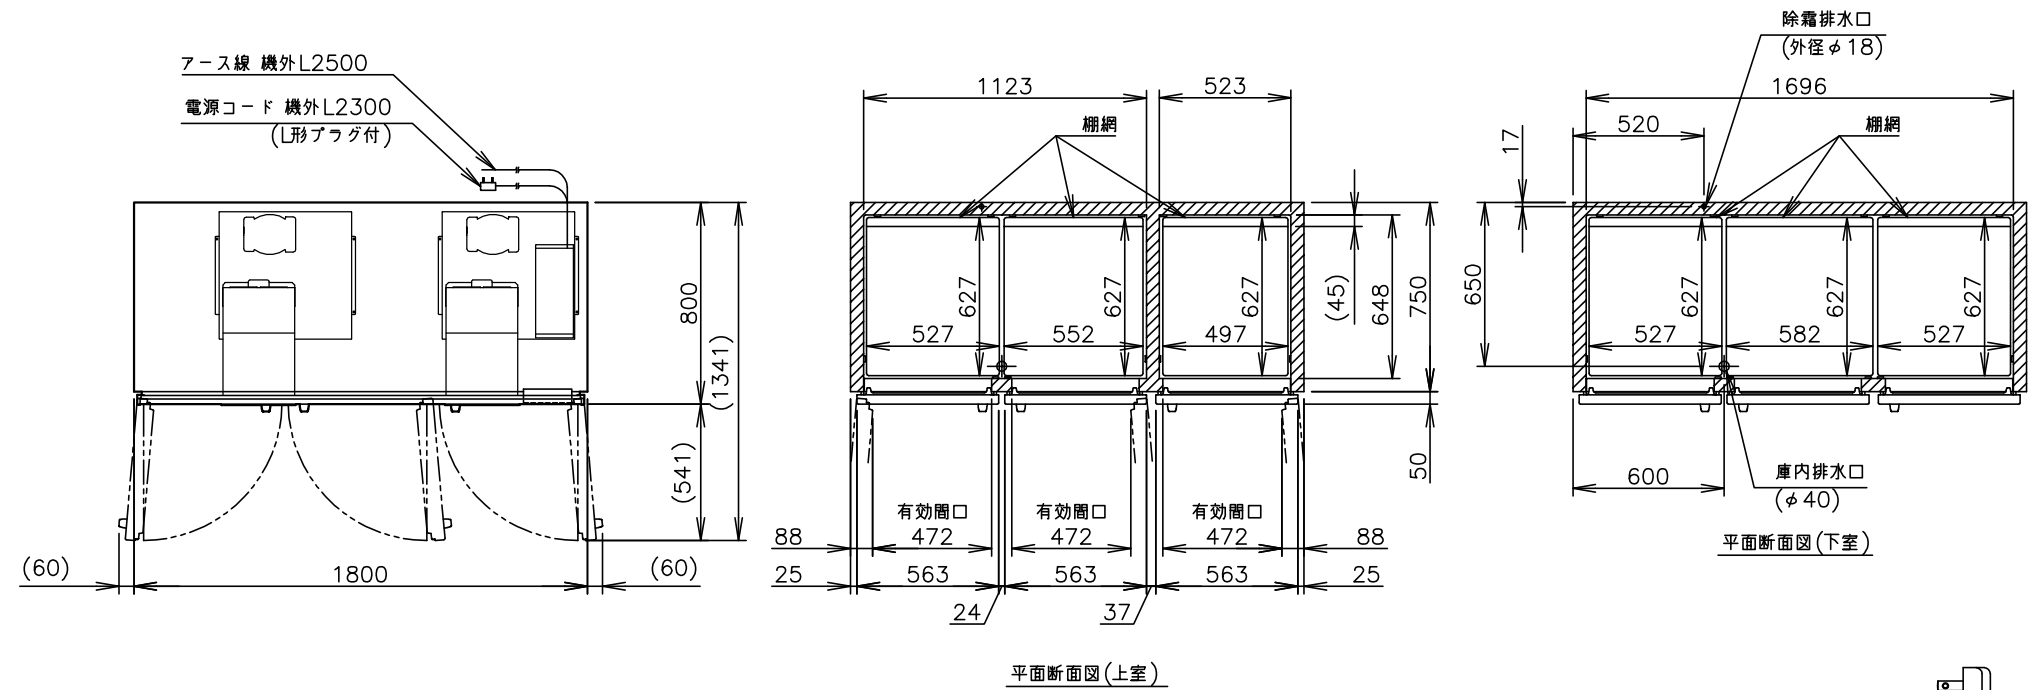 アース線 機外L2500
電源コード 機外L2300
(L形プラグ付)
800
(1341)
(541)
(60)
1800
(60)
1123
523
棚網
627
627
627
527
552
497
(45)
648
750
50
有効間口
有効間口
有効間口
88
472
472
472
88
25
563
563
563
25
24
37
平面断面図(上室)
除霜排水口
(外径φ18)
1696
520
棚網
17
650
627
627
627
527
582
527
600
庫内排水口
(φ40)
平面断面図(下室)